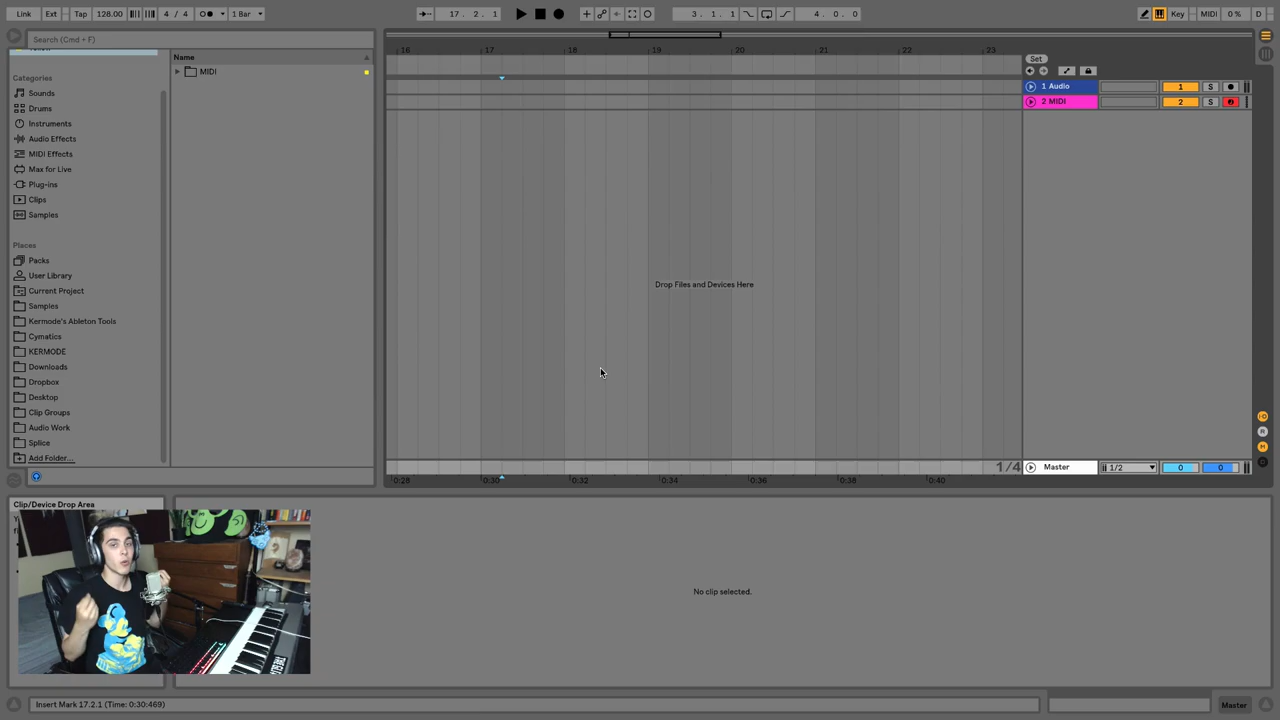 Link Ext Tap 128.00 4 / 4 1 Bar 17 . 2 . 1 3 . 1 . 1 4 . 0 . 0 Key MIDI 0 % D
Search (Cmd + F)
Categories
Sounds
Drums
Instruments
Audio Effects
MIDI Effects
Max for Live
Plug-ins
Clips
Samples
Places
Packs
User Library
Current Project
Samples
Kermode's Ableton Tools
Cymatics
KERMODE
Downloads
Dropbox
Desktop
Clip Groups
Audio Work
Splice
Add Folder...
Name
MIDI
16 17 18 19 20 21 22 23
Drop Files and Devices Here
1/4
0:28 0:30 0:32 0:34 0:36 0:38 0:40
Set
1 Audio 1 S
2 MIDI 2 S
Master 1/2 0 0
Clip/Device Drop Area
No clip selected.
Insert Mark 17.2.1 (Time: 0:30:469)
Master